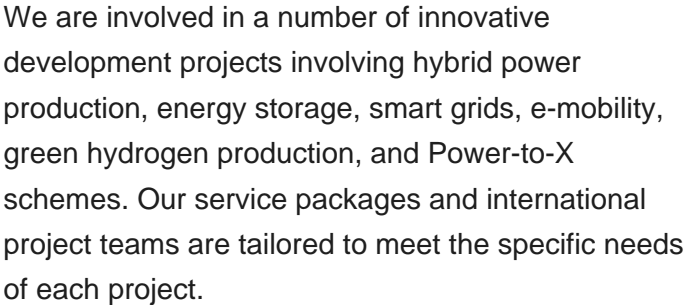 We are involved in a number of innovative
development projects involving hybrid power
production, energy storage, smart grids, e-mobility,
green hydrogen production, and Power-to-X
schemes. Our service packages and international
project teams are tailored to meet the specific needs
of each project.